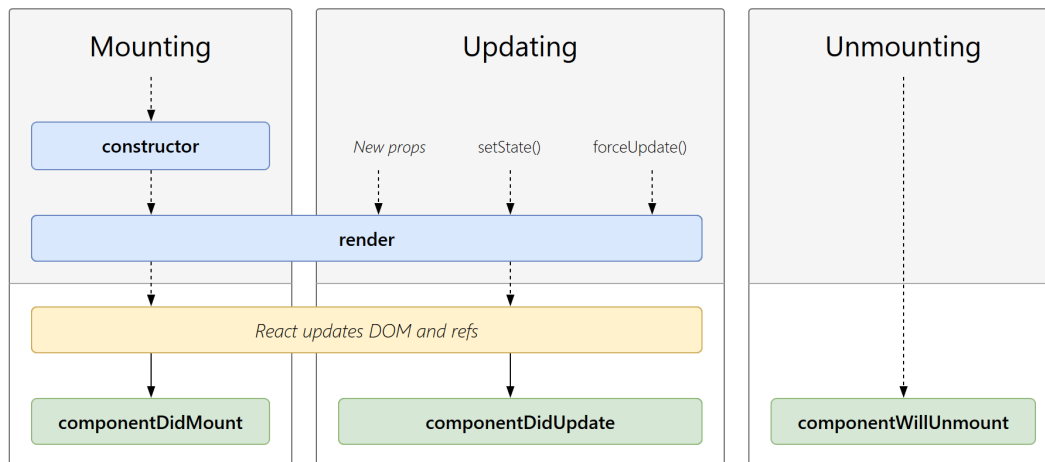 Mounting
Updating
Unmounting
constructor
New props
setState()
forceUpdate()
render
React updates DOM and refs
componentDidMount
componentDidUpdate
componentWillUnmount